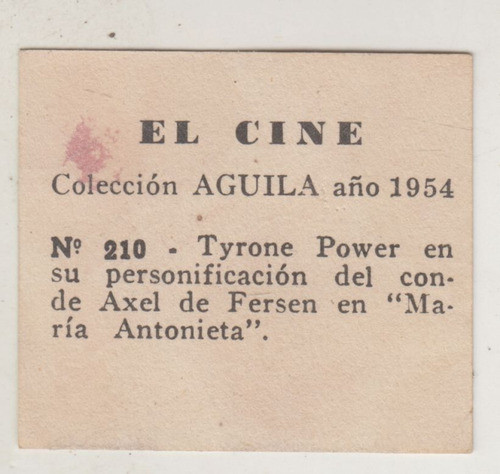 EL CINE
Colección AGUILA año 1954
Nº 210 - Tyrone Power en
su personificación del con-
de Axel de Fersen en “Ma-
ría Antonieta”.